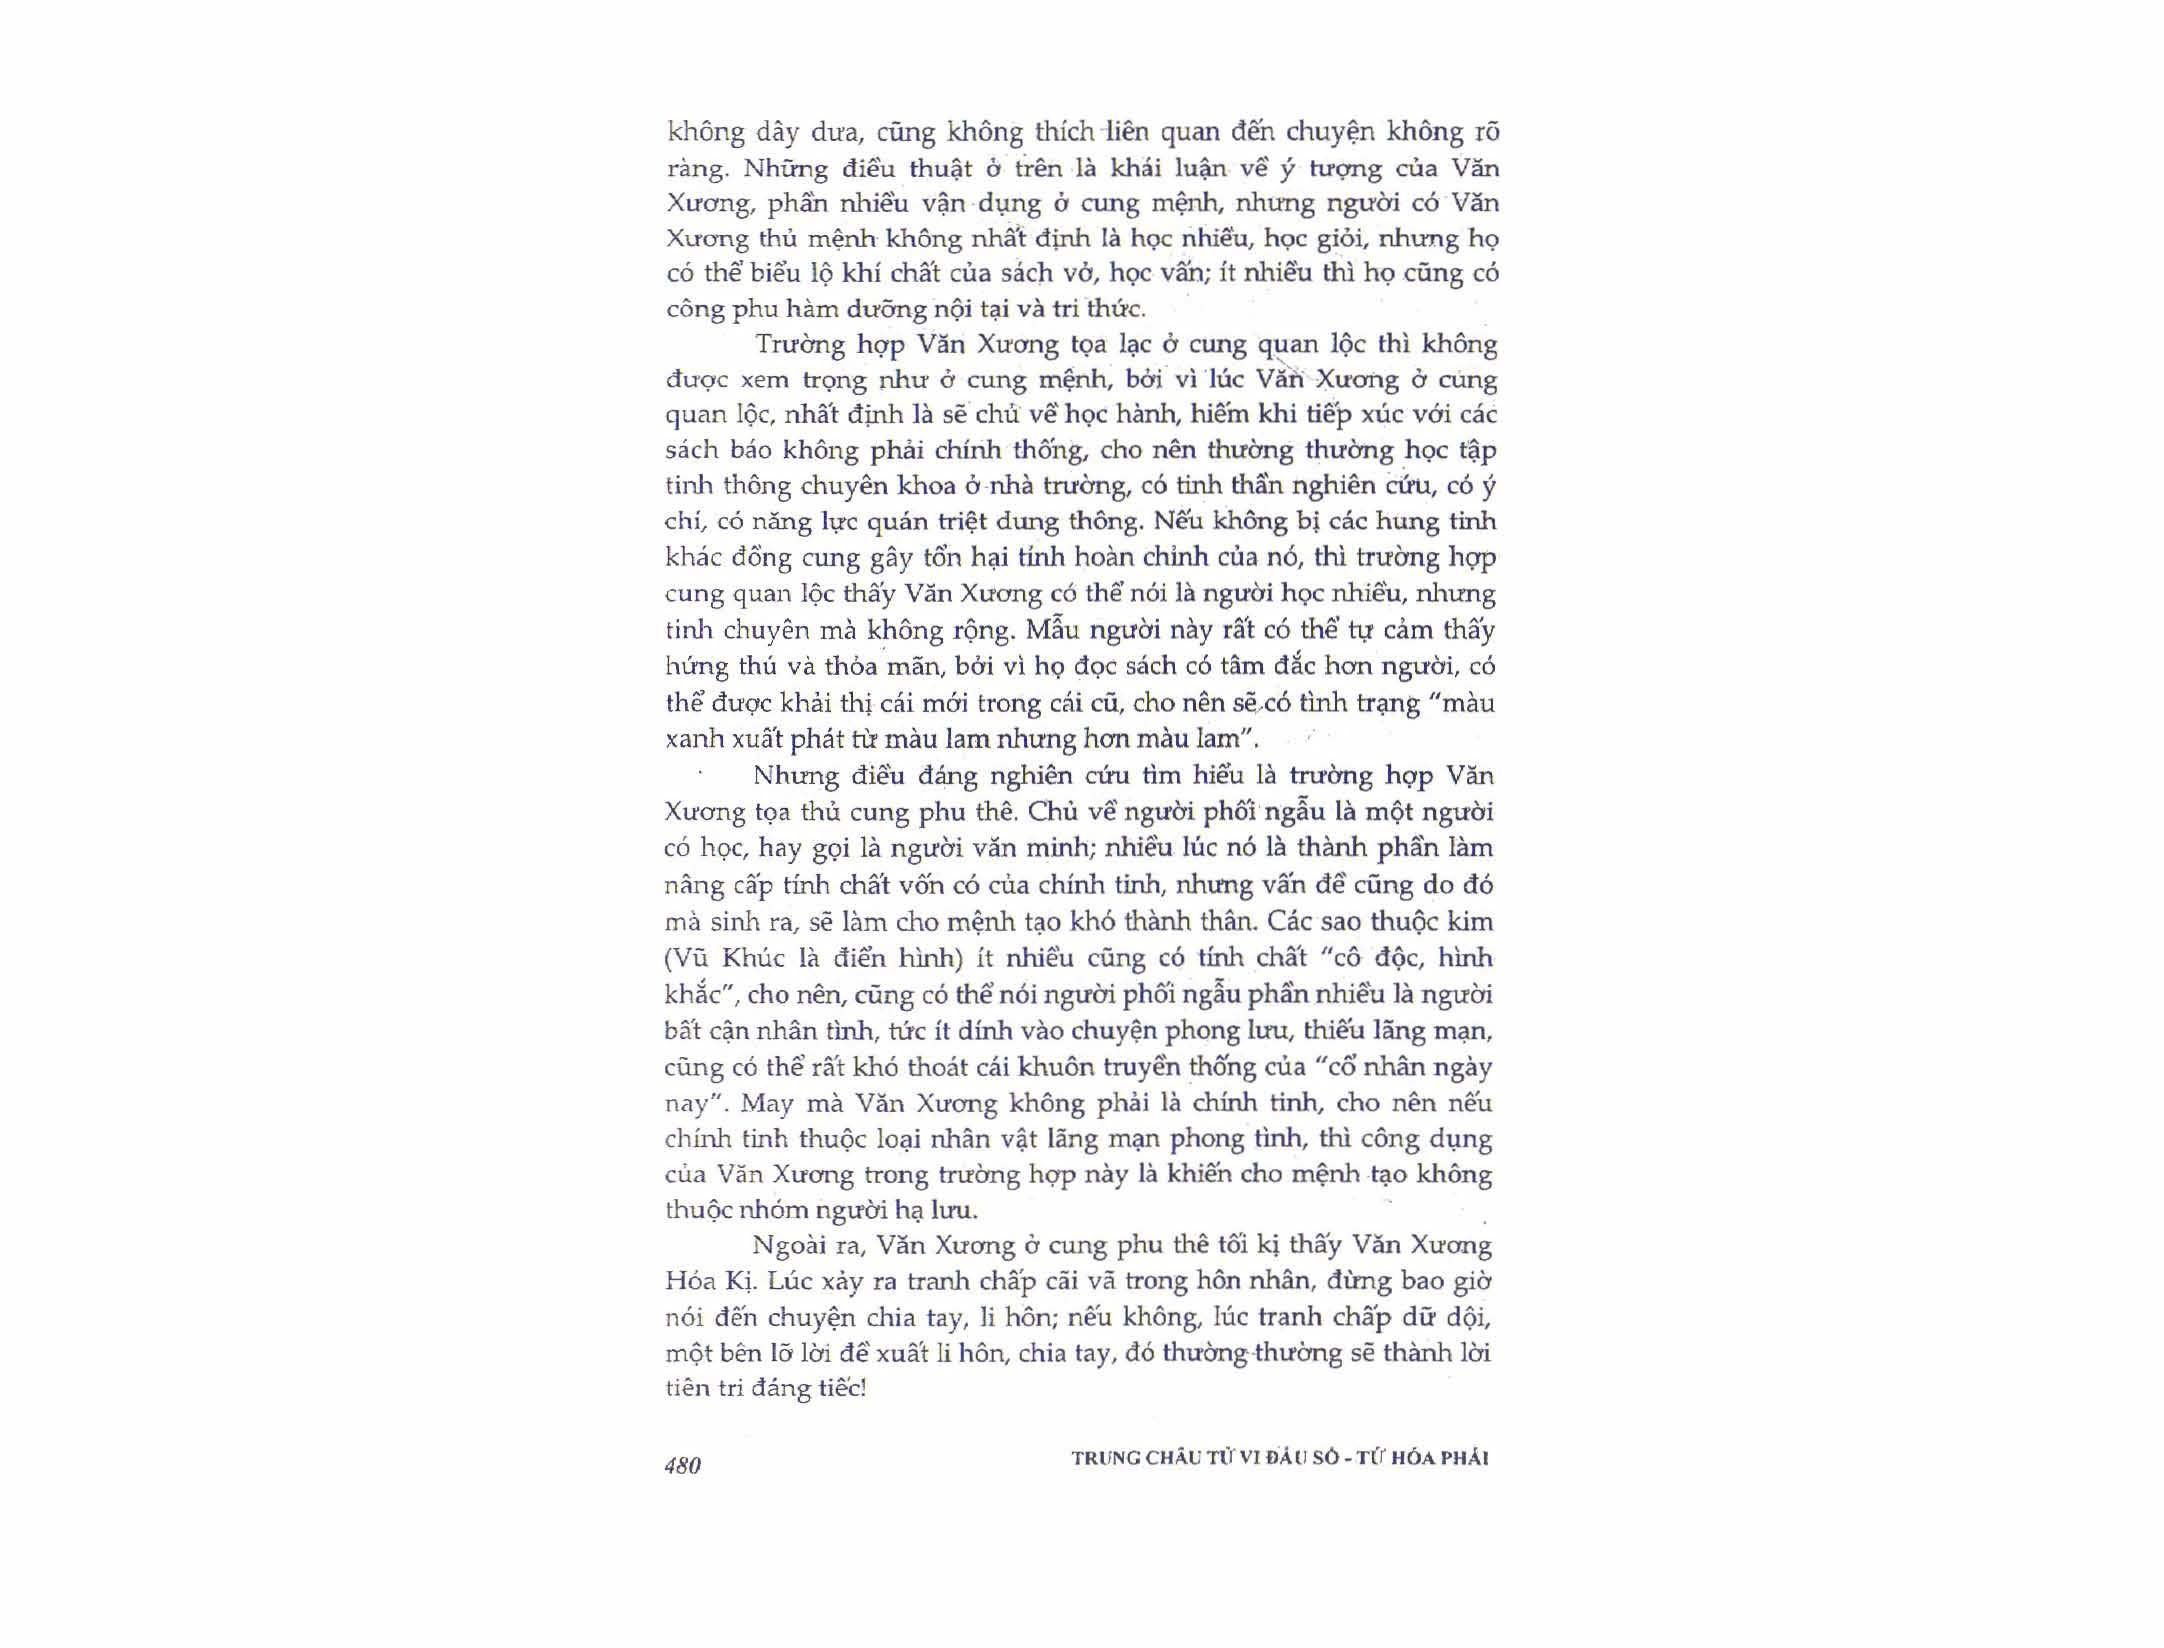 không dây dưa, cũng không thích liên quan đến chuyện không rõ
ràng. Những điều thuật ở trên là khái luận về ý tượng của Văn
Xương, phần nhiều vận dụng ở cung mệnh, nhưng người có Văn
Xương thủ mệnh không nhất định là học nhiều, học giỏi, nhưng họ
có thể biểu lộ khí chất của sách vở, học vấn; ít nhiều thì họ cũng có
công phu hàm dưỡng nội tại và tri thức.
Trường hợp Văn Xương tọa lạc ở cung quan lộc thì không
được xem trọng như ở cung mệnh, bởi vì lúc Văn Xương ở cung
quan lộc, nhất định là sẽ chủ về học hành, hiếm khi tiếp xúc với các
sách báo không phải chính thống, cho nên thường thường học tập
tinh thông chuyên khoa ở nhà trường, có tinh thần nghiên cứu, có ý
chí, có năng lực quán triệt dung thông. Nếu không bị các hung tinh
khác đồng cung gây tổn hại tính hoàn chỉnh của nó, thì trường hợp
cung quan lộc thấy Văn Xương có thể nói là người học nhiều, nhưng
tinh chuyên mà không rộng. Mẫu người này rất có thể tự cảm thấy
hứng thú và thỏa mãn, bởi vì họ đọc sách có tâm đắc hơn người, có
thể được khải thị cái mới trong cái cũ, cho nên sẽ có tình trạng "màu
xanh xuất phát từ màu lam nhưng hơn màu lam".
Nhưng điều đáng nghiên cứu tìm hiểu là trường hợp Văn
Xương tọa thủ cung phu thê. Chủ về người phối ngẫu là một người
có học, hay gọi là người văn minh; nhiều lúc nó là thành phần làm
nâng cấp tính chất vốn có của chính tinh, nhưng vấn đề cũng do đó
mà sinh ra, sẽ làm cho mệnh tạo khó thành thân. Các sao thuộc kim
(Vũ Khúc là điển hình) ít nhiều cũng có tính chất "cô độc, hình
khắc", cho nên, cũng có thể nói người phối ngẫu phần nhiều là người
bất cận nhân tình, tức ít dính vào chuyện phong lưu, thiếu lãng mạn,
cũng có thể rất khó thoát cái khuôn truyền thống của "cổ nhân ngày
nay". May mà Văn Xương không phải là chính tinh, cho nên nếu
chính tinh thuộc loại nhân vật lãng mạn phong tình, thì công dụng
của Văn Xương trong trường hợp này là khiến cho mệnh tạo không
thuộc nhóm người hạ lưu.
Ngoài ra, Văn Xương ở cung phu thê tối kị thấy Văn Xương
Hóa Kị. Lúc xảy ra tranh chấp cãi vã trong hôn nhân, đừng bao giờ
nói đến chuyện chia tay, li hôn; nếu không, lúc tranh chấp dữ dội,
một bên lỡ lời đề xuất li hôn, chia tay, đó thường thường sẽ thành lời
tiên tri đáng tiếc!
480
TRUNG CHÂU TỬ VI ĐẨU SỐ - TỨ HÓA PHÁI